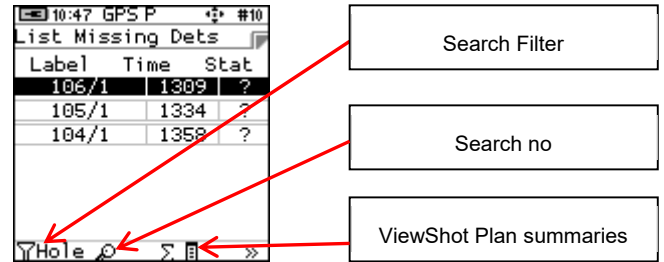 10:47 GPS P #10
List Missing Dets
Label Time Stat
106/1 1309 ?
105/1 1334 ?
104/1 1358 ?
Hole Σ »
Search Filter
Search no
ViewShot Plan summaries